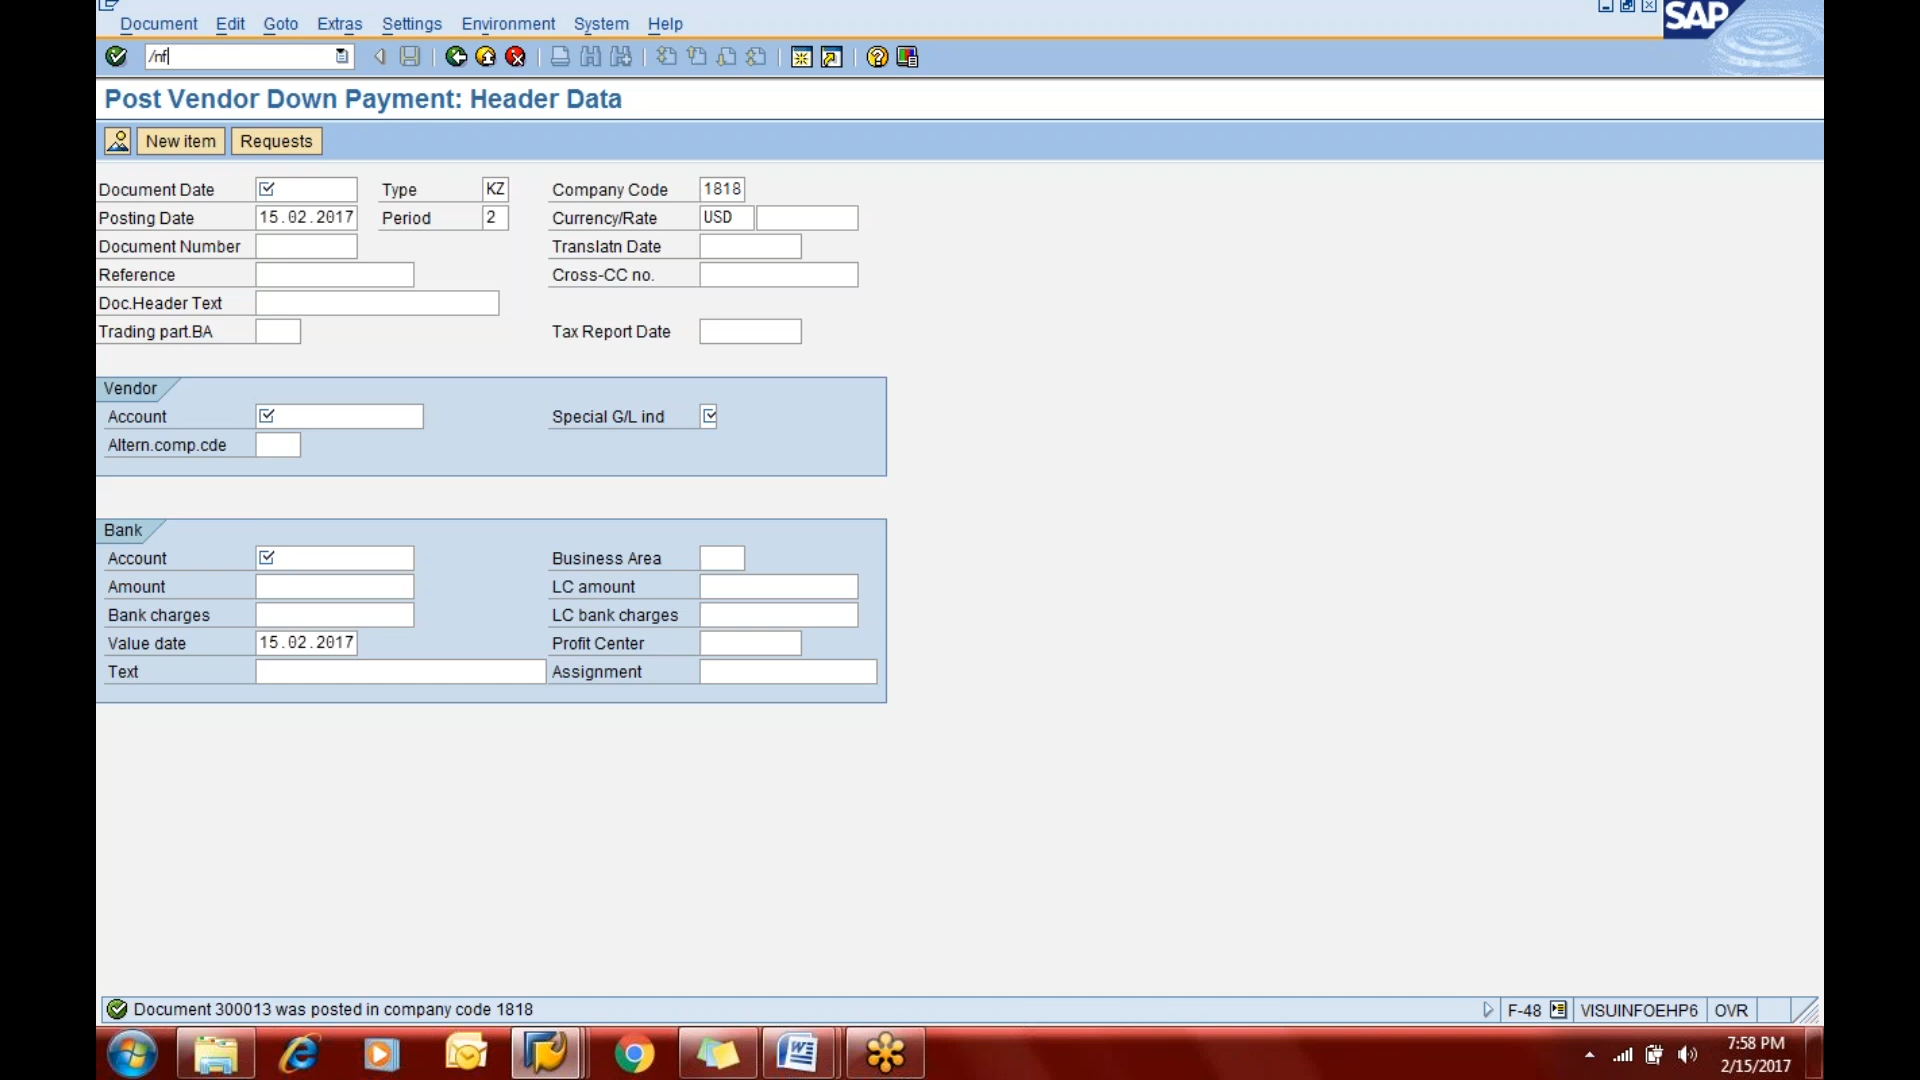 Document Edit Goto Extras Settings Environment System Help
SAP
/nf
Post Vendor Down Payment: Header Data
New item Requests
Document Date Type KZ Company Code 1818
Posting Date 15.02.2017 Period 2 Currency/Rate USD
Document Number Translatn Date
Reference Cross-CC no.
Doc.Header Text
Trading part.BA Tax Report Date
Vendor
Account Special G/L ind
Altern.comp.cde
Bank
Account Business Area
Amount LC amount
Bank charges LC bank charges
Value date 15.02.2017 Profit Center
Text Assignment
Document 300013 was posted in company code 1818 F-48 VISUINFOEHP6 OVR
7:58 PM
2/15/2017